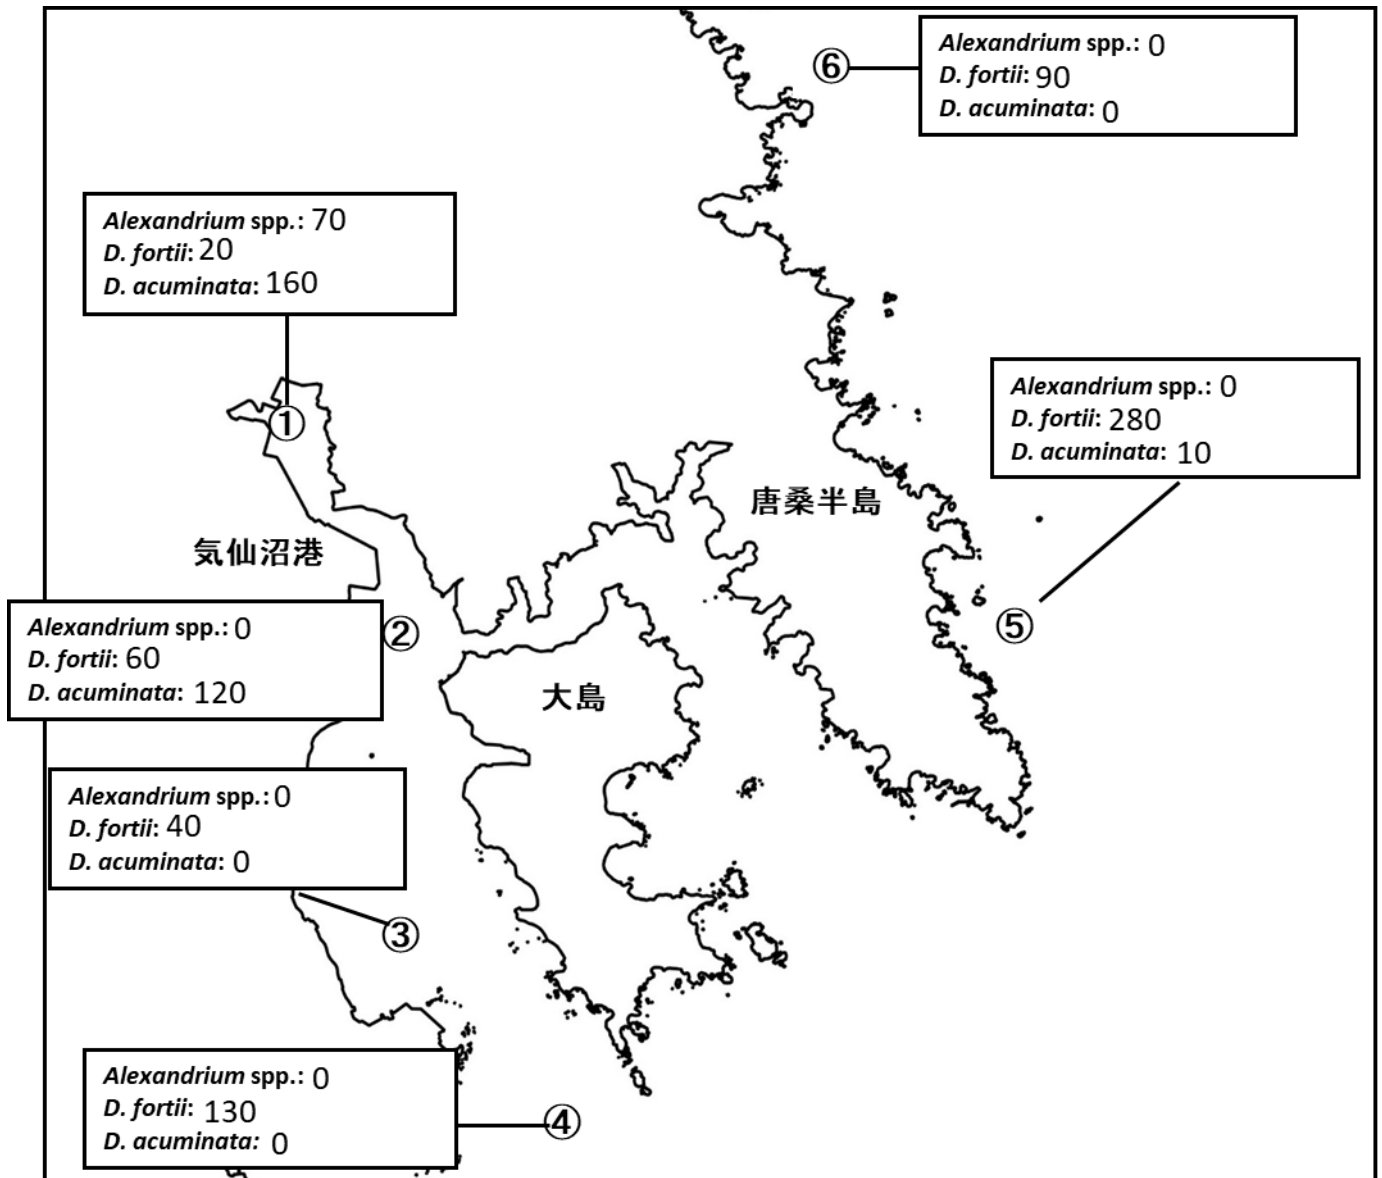 ⑥
Alexandrium spp.: 0
D. fortii: 90
D. acuminata: 0
Alexandrium spp.: 70
D. fortii: 20
D. acuminata: 160
①
Alexandrium spp.: 0
D. fortii: 280
D. acuminata: 10
唐桑半島
気仙沼港
Alexandrium spp.: 0
D. fortii: 60
D. acuminata: 120
②
⑤
大島
Alexandrium spp.: 0
D. fortii: 40
D. acuminata: 0
③
Alexandrium spp.: 0
D. fortii: 130
D. acuminata: 0
④